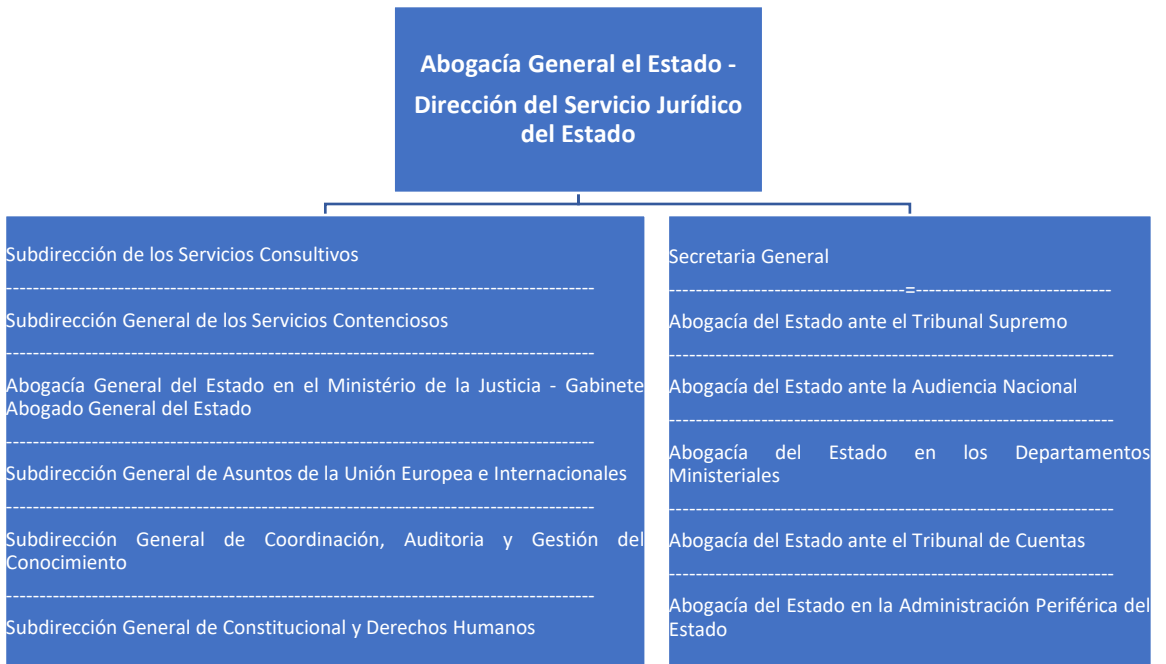 Abogacía General el Estado -
Dirección del Servicio Jurídico
del Estado
Subdirección de los Servicios Consultivos
----------------------------------------------------------------------------------------
Subdirección General de los Servicios Contenciosos
----------------------------------------------------------------------------------------
Abogacía General del Estado en el Ministério de la Justicia - Gabinete
Abogado General del Estado
----------------------------------------------------------------------------------------
Subdirección General de Asuntos de la Unión Europea e Internacionales
----------------------------------------------------------------------------------------
Subdirección General de Coordinación, Auditoria y Gestión del
Conocimiento
----------------------------------------------------------------------------------------
Subdirección General de Constitucional y Derechos Humanos
Secretaria General
-----------------------------------=-----------------------------
Abogacía del Estado ante el Tribunal Supremo
------------------------------------------------------------------
Abogacía del Estado ante la Audiencia Nacional
------------------------------------------------------------------
Abogacía del Estado en los Departamentos
Ministeriales
------------------------------------------------------------------
Abogacía del Estado ante el Tribunal de Cuentas
------------------------------------------------------------------
Abogacía del Estado en la Administración Periférica del
Estado